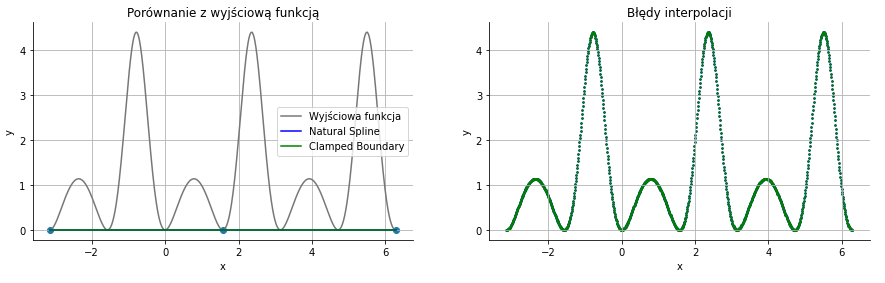 Porównanie z wyjściową funkcją
y
4
3
2
1
0
−2
0
2
4
6
x
Wyjściowa funkcja
Natural Spline
Clamped Boundary
Błędy interpolacji
y
4
3
2
1
0
−2
0
2
4
6
x